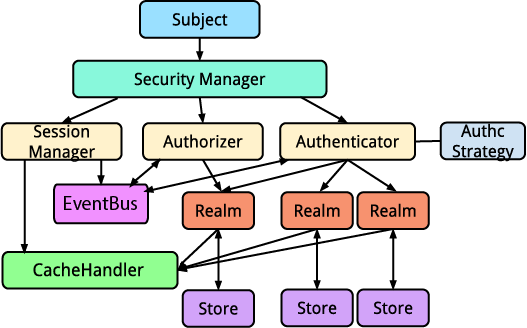 Subject
Security Manager
Session
Manager
Authorizer
Authenticator
Authc
Strategy
EventBus
Realm
Realm
Realm
CacheHandler
Store
Store
Store